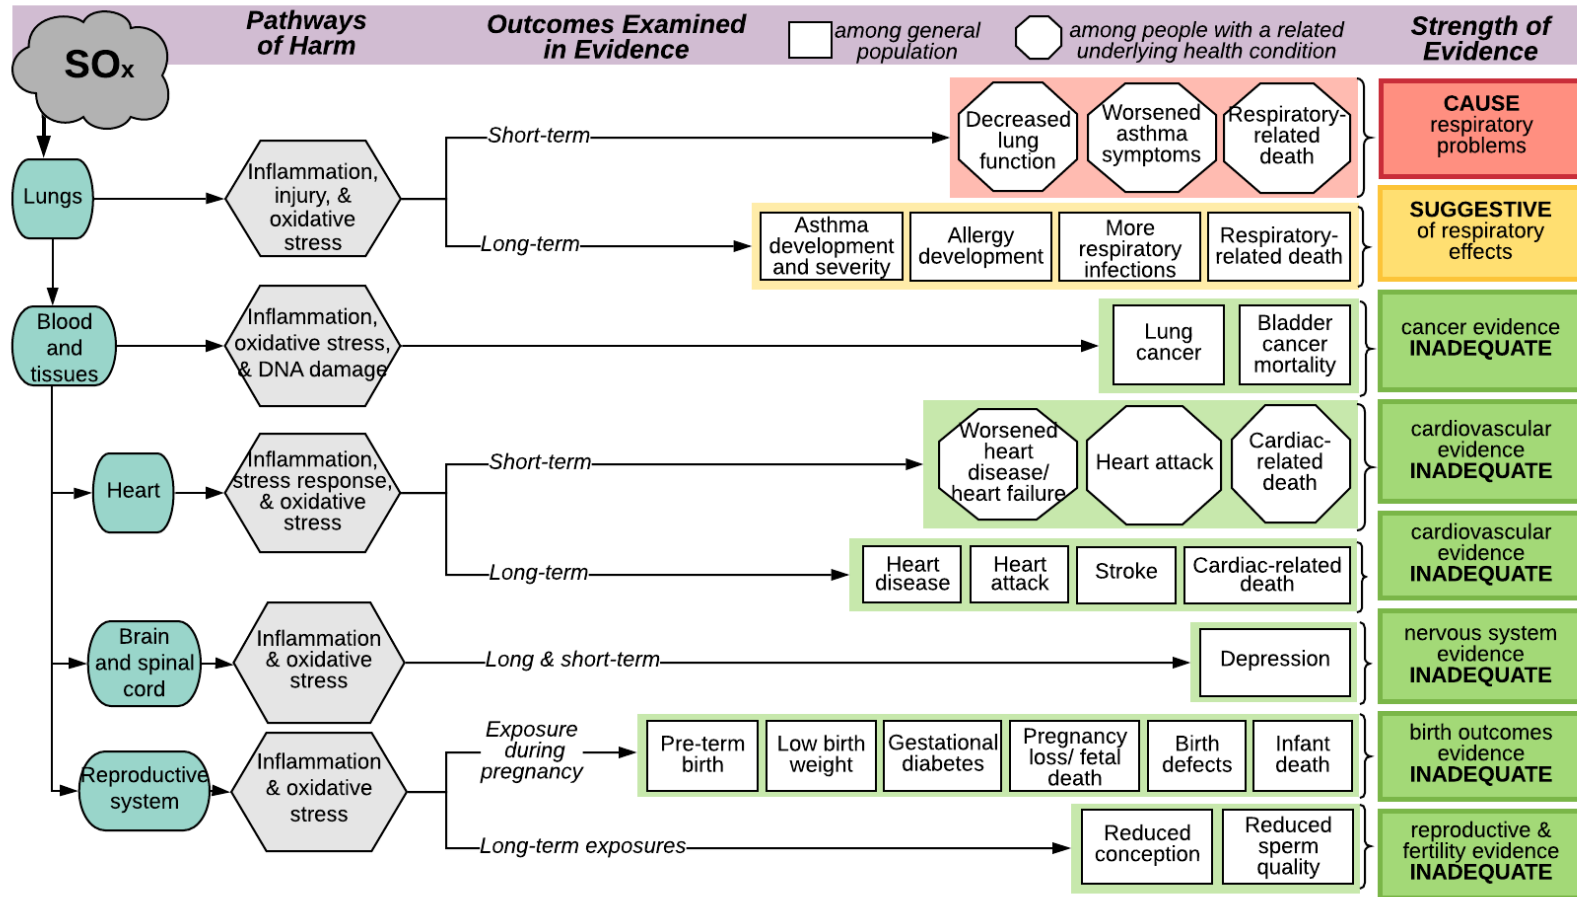 SOx
Pathways
of Harm
Outcomes Examined
in Evidence
among general
population
among people with a related
underlying health condition
Strength of
Evidence
Lungs
Inflammation,
injury, &
oxidative
stress
Short-term
Decreased
lung
function
Worsened
asthma
symptoms
Respiratory-
related
death
CAUSE
respiratory
problems
Long-term
Asthma
development
and severity
Allergy
development
More
respiratory
infections
Respiratory-
related death
SUGGESTIVE
of respiratory
effects
Blood
and
tissues
Inflammation,
oxidative stress,
& DNA damage
Lung
cancer
Bladder
cancer
mortality
cancer evidence
INADEQUATE
Heart
Inflammation,
stress response,
& oxidative
stress
Short-term
Worsened
heart
disease/
heart failure
Heart attack
Cardiac-
related
death
cardiovascular
evidence
INADEQUATE
Long-term
Heart
disease
Heart
attack
Stroke
Cardiac-related
death
cardiovascular
evidence
INADEQUATE
Brain
and spinal
cord
Inflammation
& oxidative
stress
Long & short-term
Depression
nervous system
evidence
INADEQUATE
Reproductive
system
Inflammation
& oxidative
stress
Exposure
during
pregnancy
Pre-term
birth
Low birth
weight
Gestational
diabetes
Pregnancy
loss/ fetal
death
Birth
defects
Infant
death
birth outcomes
evidence
INADEQUATE
Long-term exposures
Reduced
conception
Reduced
sperm
quality
reproductive &
fertility evidence
INADEQUATE